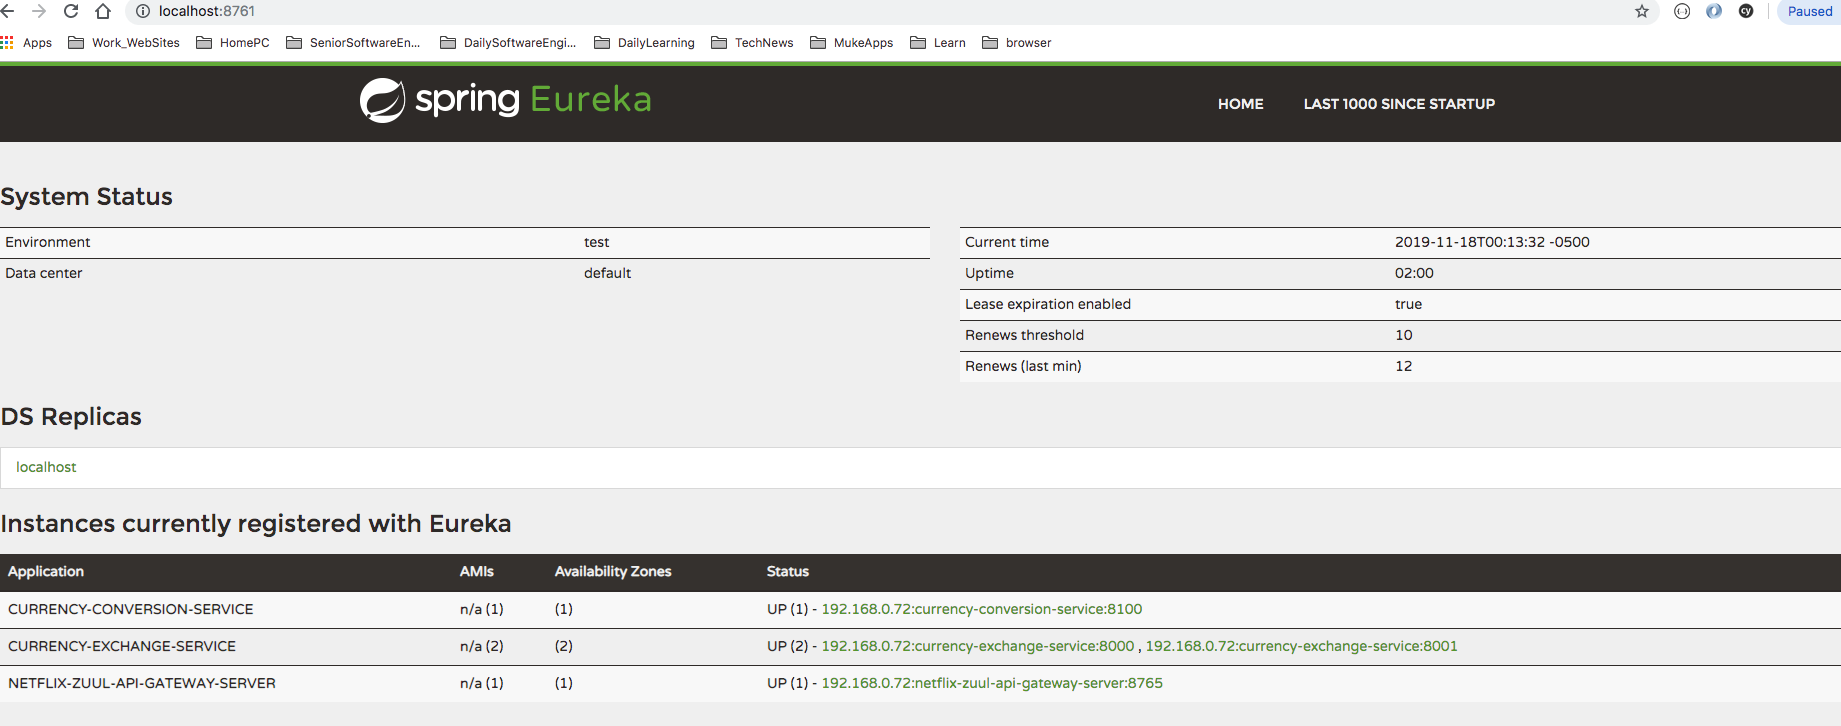 localhost:8761
Paused
Apps Work_WebSites HomePC SeniorSoftwareEn... DailySoftwareEngi... DailyLearning TechNews MukeApps Learn browser
spring Eureka
HOME LAST 1000 SINCE STARTUP
System Status
Environment test
Data center default
Current time 2019-11-18T00:13:32 -0500
Uptime 02:00
Lease expiration enabled true
Renews threshold 10
Renews (last min) 12
DS Replicas
localhost
Instances currently registered with Eureka
Application AMIs Availability Zones Status
CURRENCY-CONVERSION-SERVICE n/a (1) (1) UP (1) - 192.168.0.72:currency-conversion-service:8100
CURRENCY-EXCHANGE-SERVICE n/a (2) (2) UP (2) - 192.168.0.72:currency-exchange-service:8000 , 192.168.0.72:currency-exchange-service:8001
NETFLIX-ZUUL-API-GATEWAY-SERVER n/a (1) (1) UP (1) - 192.168.0.72:netflix-zuul-api-gateway-server:8765